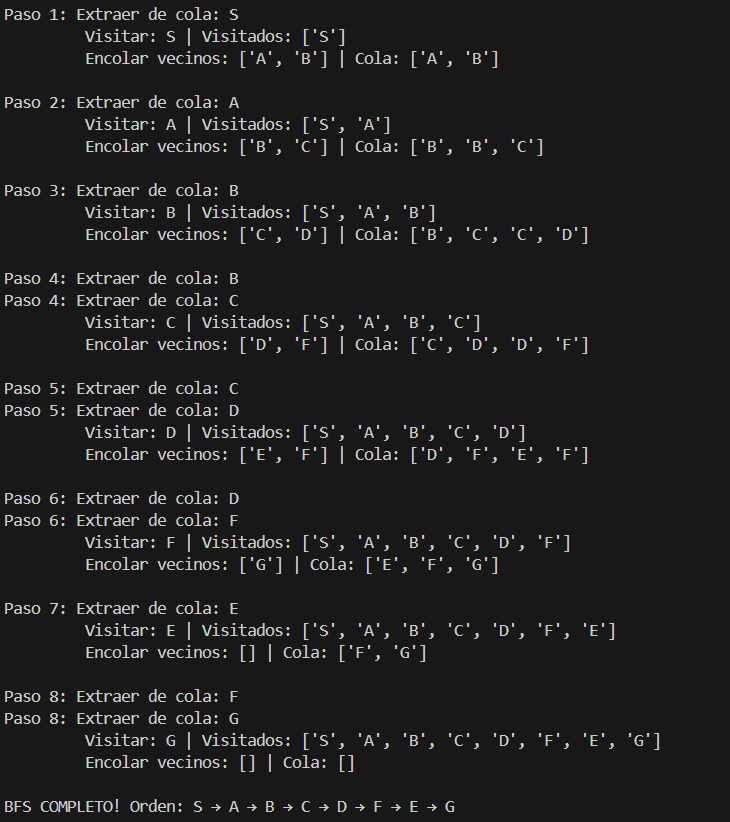 Paso 1: Extraer de cola: S
Visitar: S | Visitados: ['S']
Encolar vecinos: ['A', 'B'] | Cola: ['A', 'B']
Paso 2: Extraer de cola: A
Visitar: A | Visitados: ['S', 'A']
Encolar vecinos: ['B', 'C'] | Cola: ['B', 'B', 'C']
Paso 3: Extraer de cola: B
Visitar: B | Visitados: ['S', 'A', 'B']
Encolar vecinos: ['C', 'D'] | Cola: ['B', 'C', 'C', 'D']
Paso 4: Extraer de cola: B
Paso 4: Extraer de cola: C
Visitar: C | Visitados: ['S', 'A', 'B', 'C']
Encolar vecinos: ['D', 'F'] | Cola: ['C', 'D', 'D', 'F']
Paso 5: Extraer de cola: C
Paso 5: Extraer de cola: D
Visitar: D | Visitados: ['S', 'A', 'B', 'C', 'D']
Encolar vecinos: ['E', 'F'] | Cola: ['D', 'F', 'E', 'F']
Paso 6: Extraer de cola: D
Paso 6: Extraer de cola: F
Visitar: F | Visitados: ['S', 'A', 'B', 'C', 'D', 'F']
Encolar vecinos: ['G'] | Cola: ['E', 'F', 'G']
Paso 7: Extraer de cola: E
Visitar: E | Visitados: ['S', 'A', 'B', 'C', 'D', 'F', 'E']
Encolar vecinos: [] | Cola: ['F', 'G']
Paso 8: Extraer de cola: F
Paso 8: Extraer de cola: G
Visitar: G | Visitados: ['S', 'A', 'B', 'C', 'D', 'F', 'E', 'G']
Encolar vecinos: [] | Cola: []
BFS COMPLETO! Orden: S → A → B → C → D → F → E → G